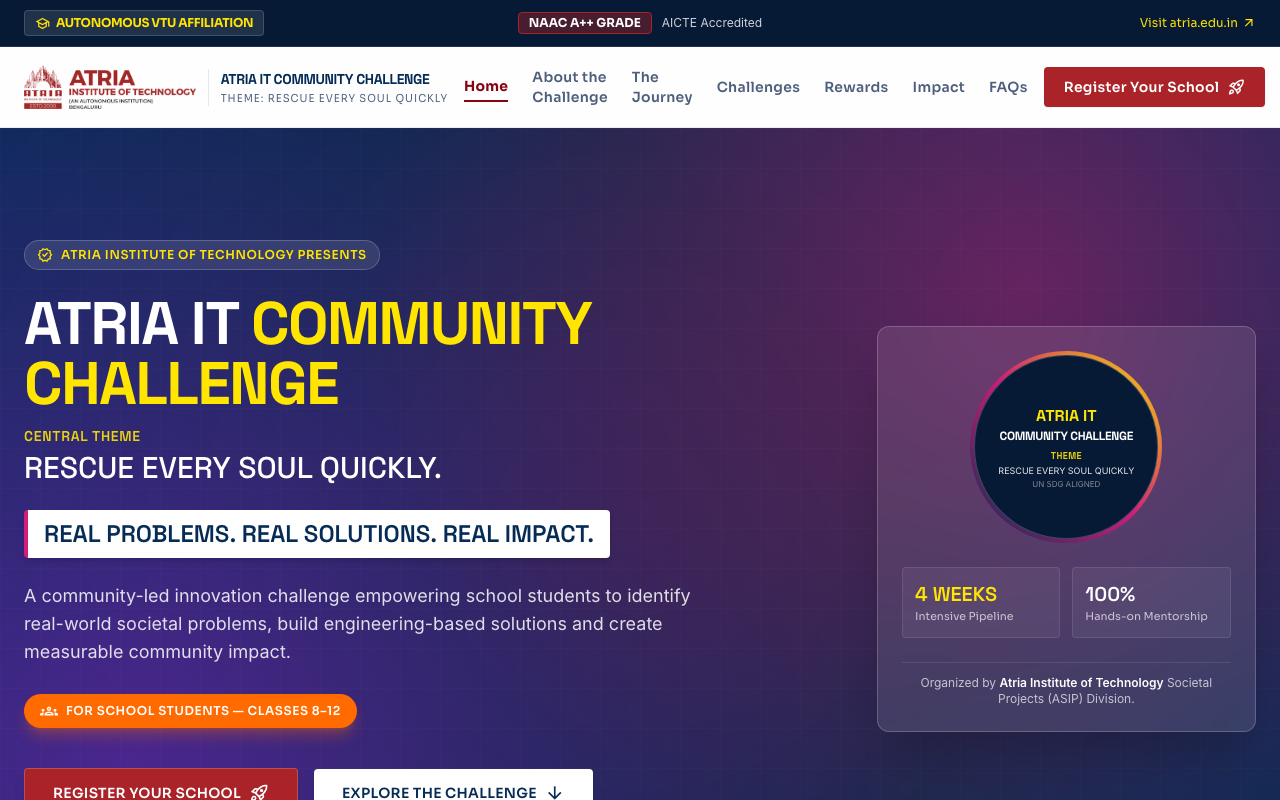 AUTONOMOUS VTU AFFILIATION
NAAC A++ GRADE
AICTE Accredited
Visit atria.edu.in
ATRIA
INSTITUTE OF TECHNOLOGY
(AN AUTONOMOUS INSTITUTION)
BENGALURU
ATRIA
ATRIA IT COMMUNITY CHALLENGE
THEME: RESCUE EVERY SOUL QUICKLY
Home
About the
Challenge
The
Journey
Challenges
Rewards
Impact
FAQs
Register Your School
ATRIA INSTITUTE OF TECHNOLOGY PRESENTS
ATRIA IT COMMUNITY
CHALLENGE
CENTRAL THEME
RESCUE EVERY SOUL QUICKLY.
REAL PROBLEMS. REAL SOLUTIONS. REAL IMPACT.
A community-led innovation challenge empowering school students to identify
real-world societal problems, build engineering-based solutions and create
measurable community impact.
FOR SCHOOL STUDENTS — CLASSES 8–12
REGISTER YOUR SCHOOL
EXPLORE THE CHALLENGE
ATRIA IT
COMMUNITY CHALLENGE
THEME
RESCUE EVERY SOUL QUICKLY
UN SDG ALIGNED
4 WEEKS
Intensive Pipeline
100%
Hands-on Mentorship
Organized by Atria Institute of Technology Societal
Projects (ASIP) Division.